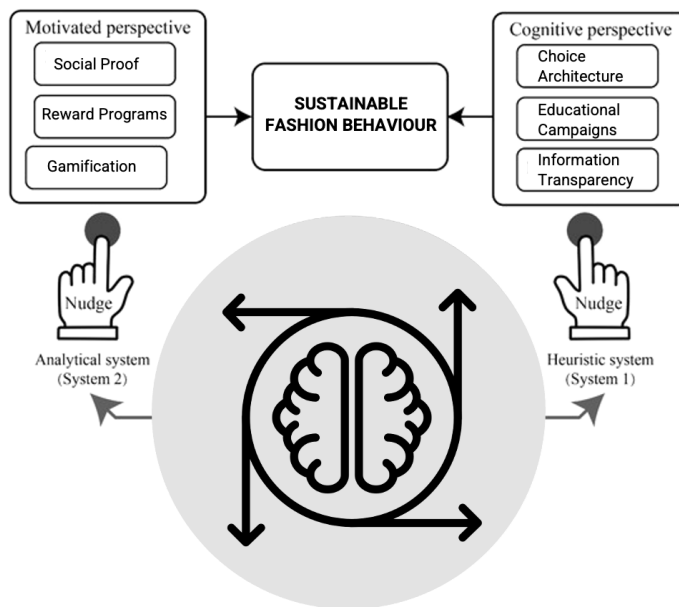 Motivated perspective
Social Proof
Reward Programs
Gamification
SUSTAINABLE
FASHION BEHAVIOUR
Cognitive perspective
Choice
Architecture
Educational
Campaigns
Information
Transparency
Nudge
Analytical system
(System 2)
Nudge
Heuristic system
(System 1)